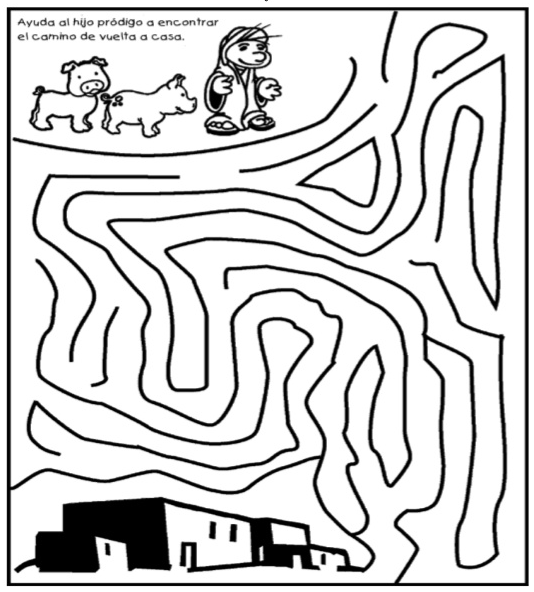 Ayuda al hijo pródigo a encontrar
el camino de vuelta a casa.